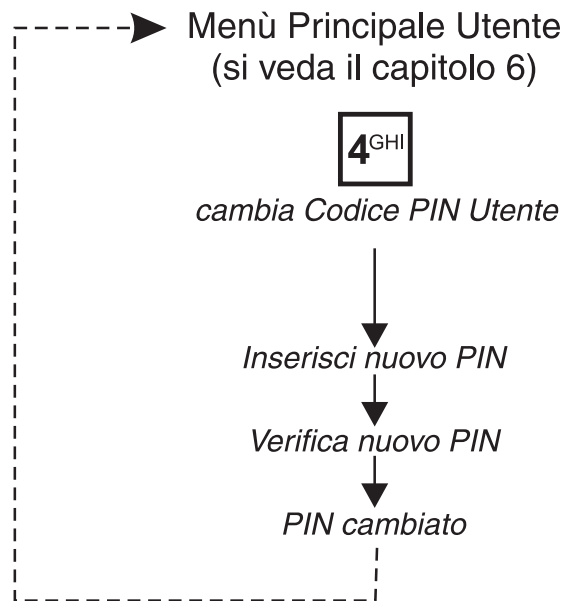 Menù Principale Utente
(si veda il capitolo 6)
4GHI
cambia Codice PIN Utente
Inserisci nuovo PIN
Verifica nuovo PIN
PIN cambiato